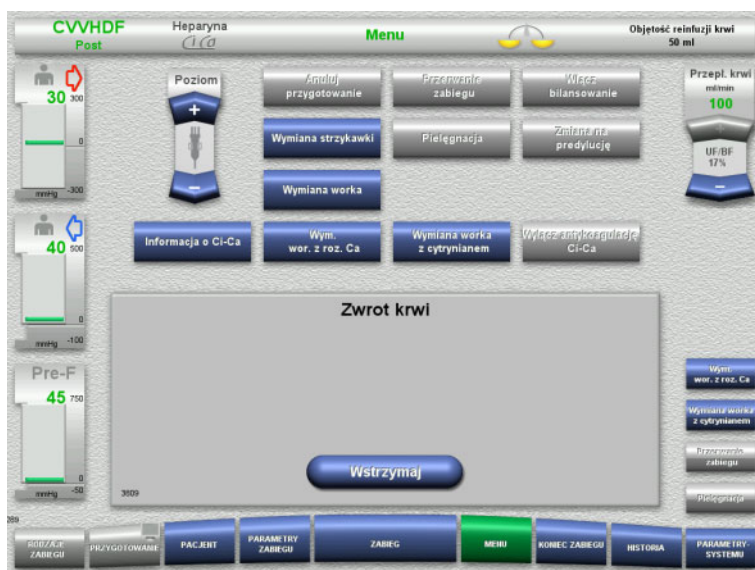 CVVHDF
Post
Heparyna
Ci Ca
Menu
Objętość reinfuzji krwi
50 ml
30
300
0
-300
mmHg
Poziom
+
−
Anuluj
przygotowanie
Przerwanie
zabiegu
Włącz
bilansowanie
Wymiana strzykawki
Pielęgnacja
Zmiana na
predylucję
Wymiana worka
Przepł. krwi
ml/min
100
+
UF/BF
17%
−
40
500
0
-100
mmHg
Informacja o Ci-Ca
Wym.
wor. z roz. Ca
Wymiana worka
z cytrynianem
Wyłącz antykoagulację
Ci-Ca
Zwrot krwi
Wstrzymaj
3609
Pre-F
45
750
0
-50
mmHg
Wym.
wor. z roz. Ca
Wymiana worka
z cytrynianem
Przerwanie
zabiegu
Pielęgnacja
RODZAJE
ZABIEGU
PRZYGOTOWANIE
PACJENT
PARAMETRY
ZABIEGU
ZABIEG
MENU
KONIEC ZABIEGU
HISTORIA
PARAMETRY-
SYSTEMU